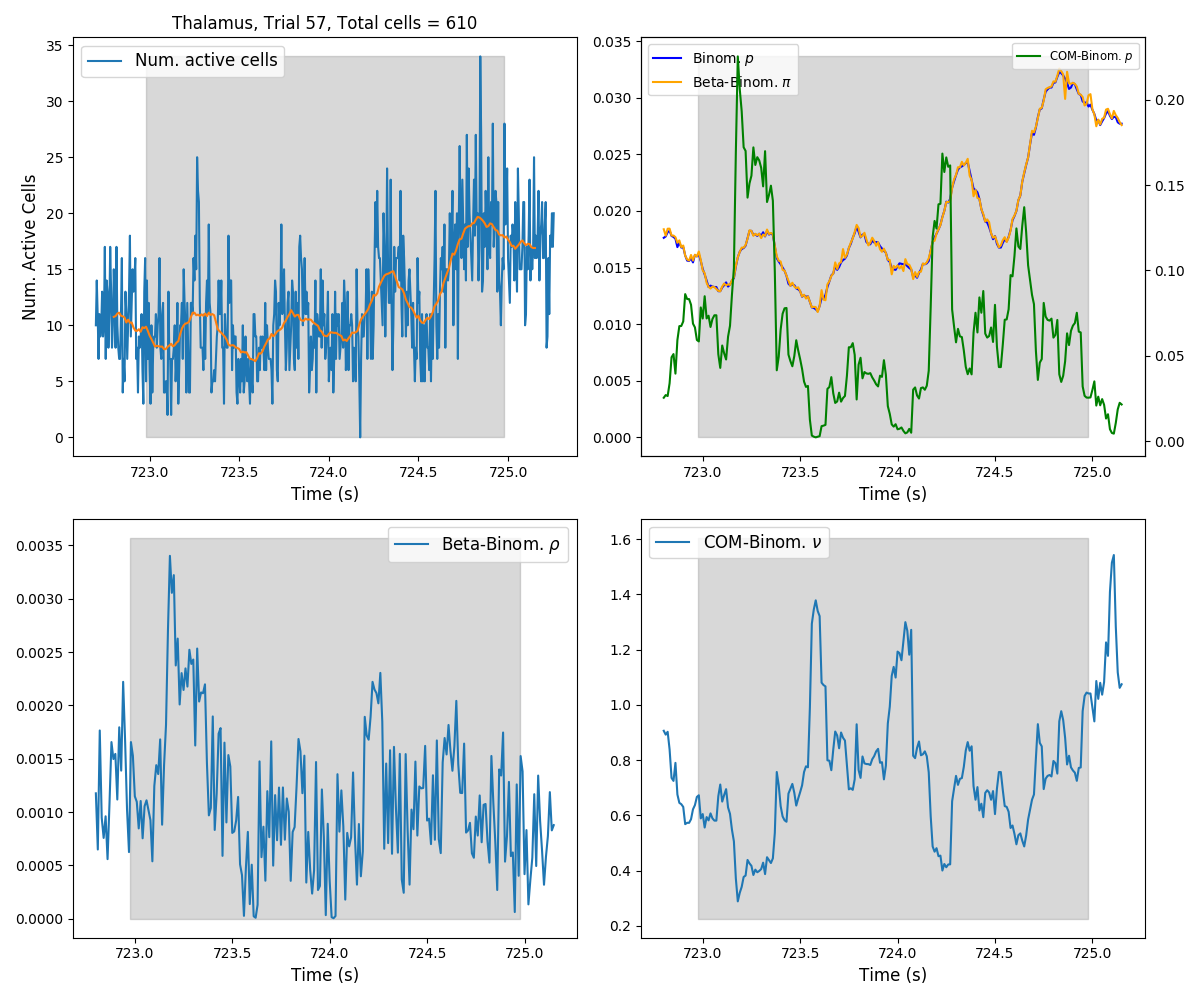 Thalamus, Trial 57, Total cells = 610
Num. active cells
Num. Active Cells
35
30
25
20
15
10
5
0
723.0 723.5 724.0 724.5 725.0
Time (s)
Binom. p
Beta-Binom. π
COM-Binom. p
0.035
0.030
0.025
0.020
0.015
0.010
0.005
0.000
0.20
0.15
0.10
0.05
0.00
723.0 723.5 724.0 724.5 725.0
Time (s)
Beta-Binom. ρ
0.0035
0.0030
0.0025
0.0020
0.0015
0.0010
0.0005
0.0000
723.0 723.5 724.0 724.5 725.0
Time (s)
COM-Binom. ν
1.6
1.4
1.2
1.0
0.8
0.6
0.4
0.2
723.0 723.5 724.0 724.5 725.0
Time (s)